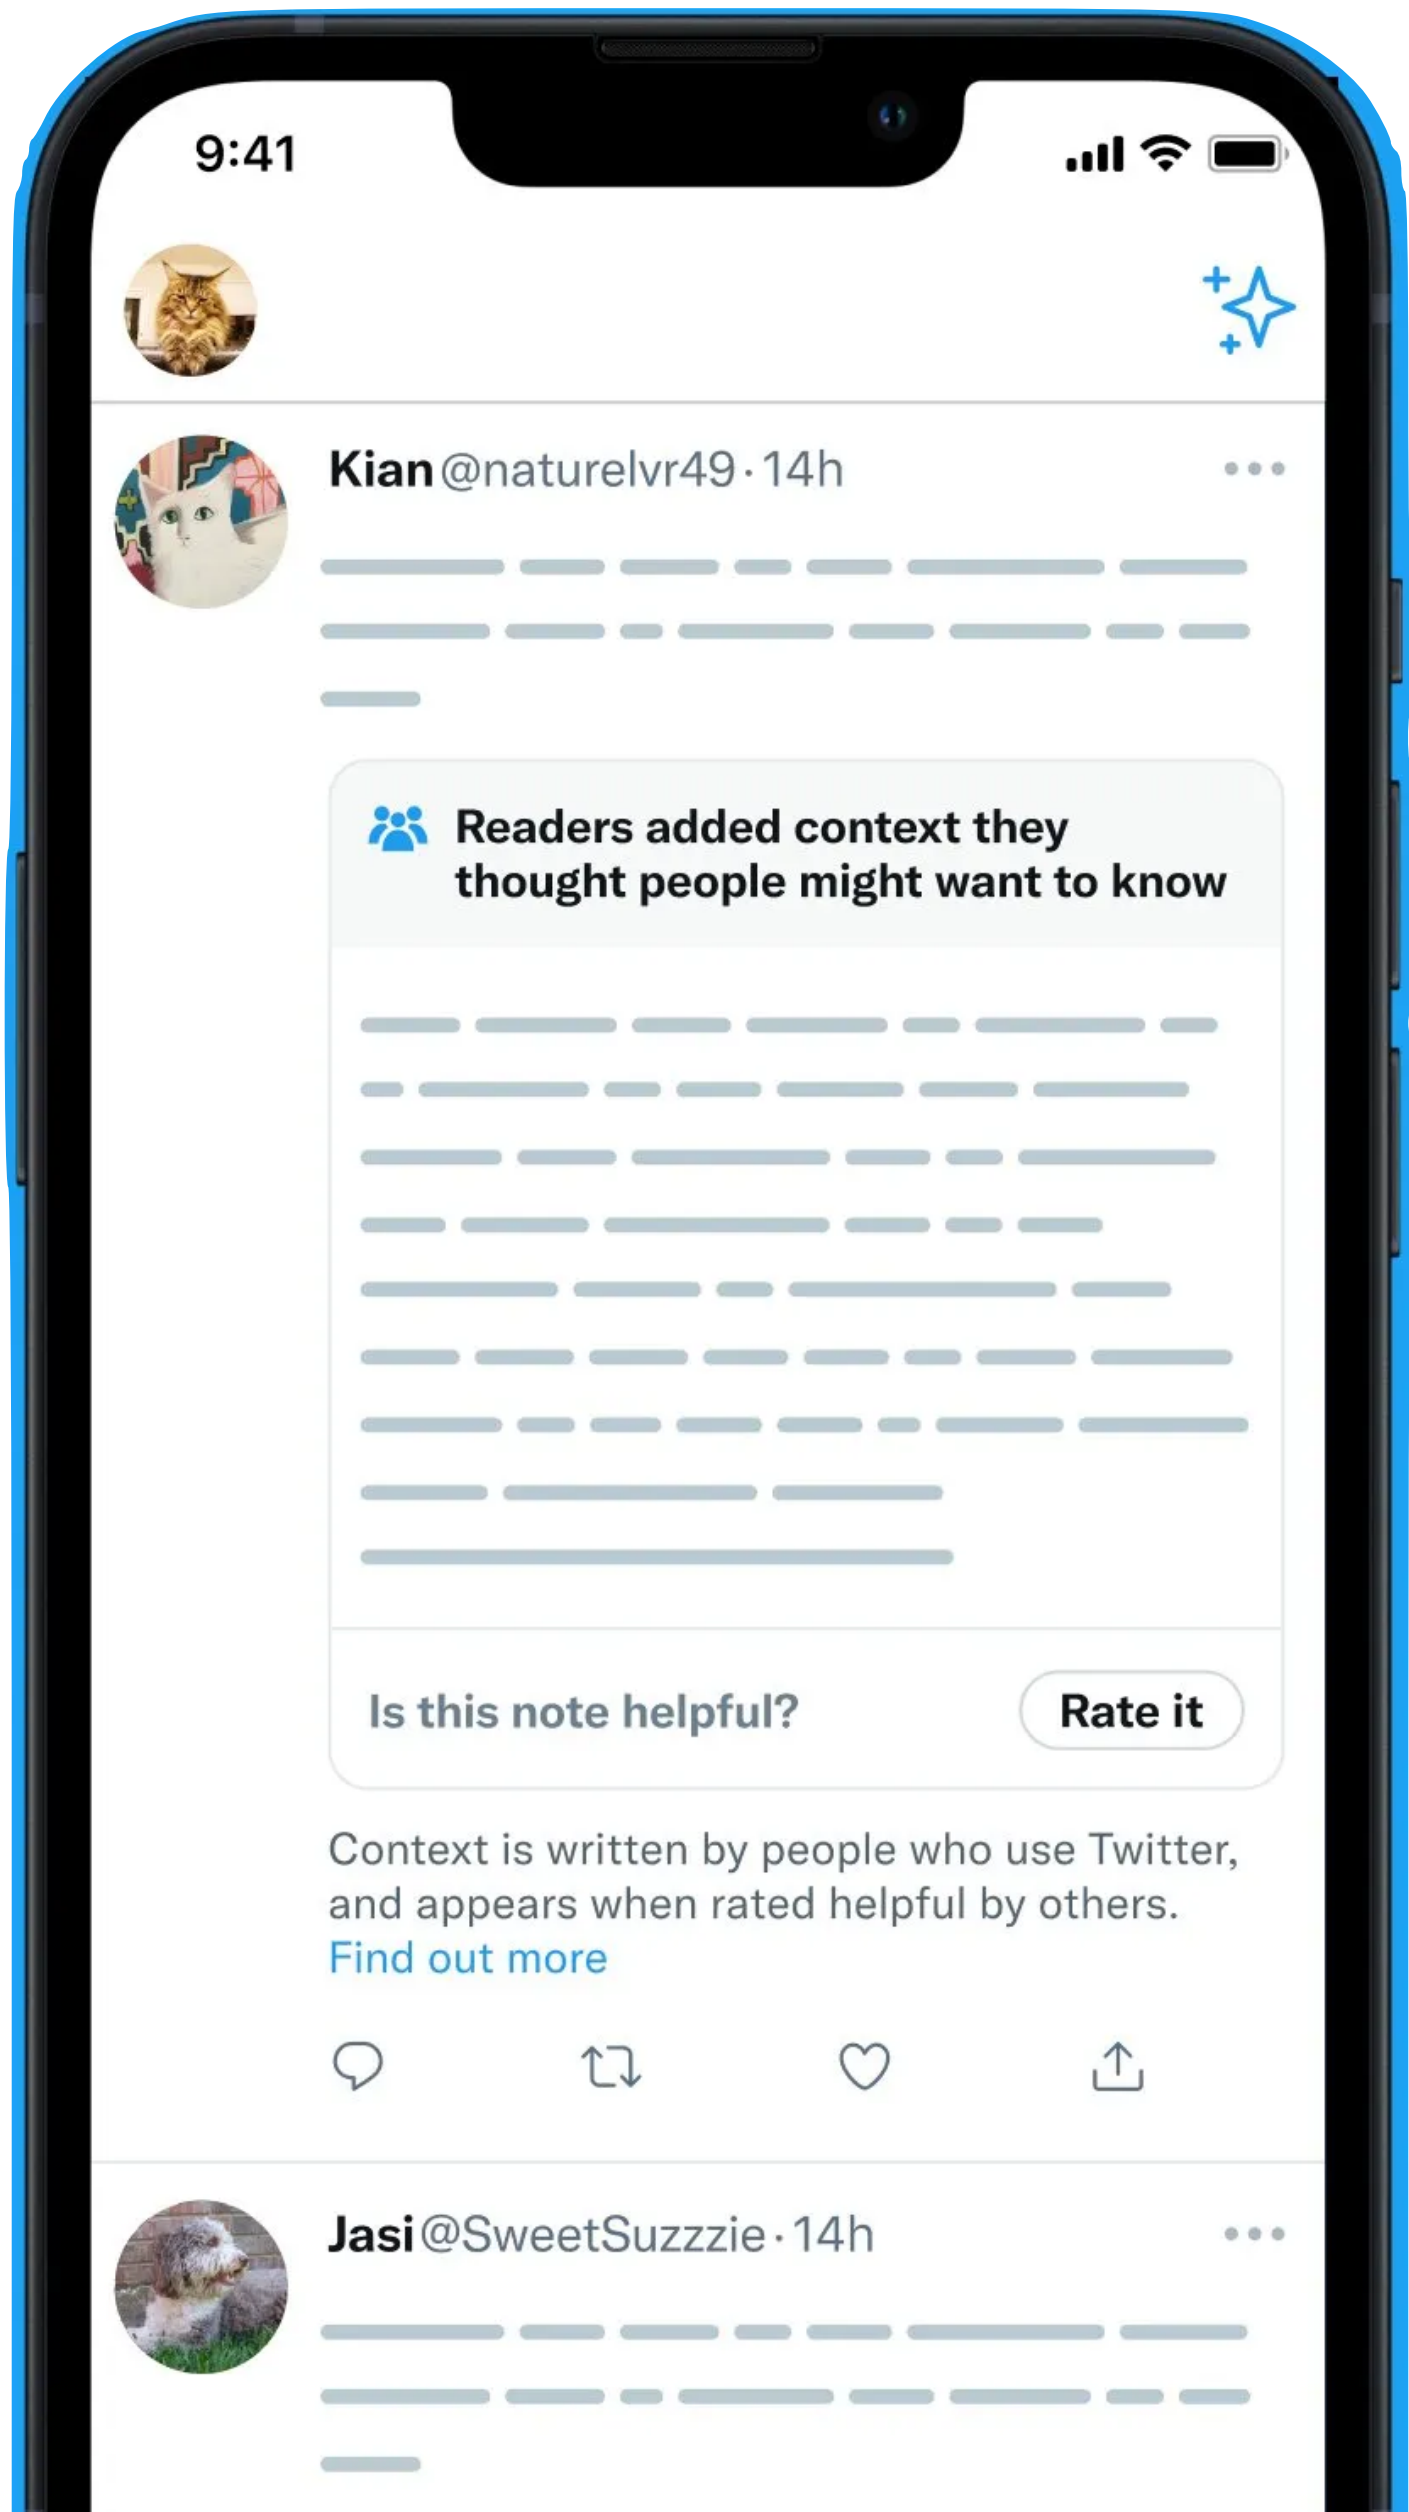 9:41
Kian @naturelvr49 · 14h
Readers added context they
thought people might want to know
Is this note helpful?
Rate it
Context is written by people who use Twitter,
and appears when rated helpful by others.
Find out more
Jasi @SweetSuzzzie · 14h